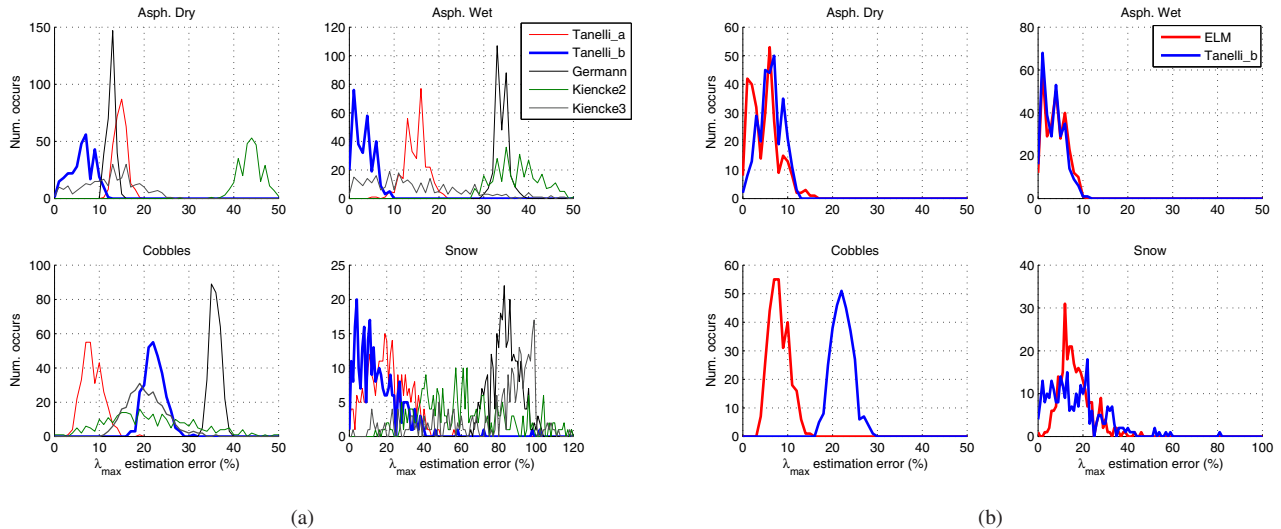 Asph. Dry
Num. occurs
150
100
50
0
0 10 20 30 40 50
Asph. Wet
120
100
80
60
40
20
0
0 10 20 30 40 50
Tanelli_a
Tanelli_b
Germann
Kiencke2
Kiencke3
Cobbles
Num. occurs
100
80
60
40
20
0
0 10 20 30 40 50
λmax estimation error (%)
Snow
25
20
15
10
5
0
0 20 40 60 80 100 120
λmax estimation error (%)
(a)
Asph. Dry
Num. occurs
60
50
40
30
20
10
0
0 10 20 30 40 50
Asph. Wet
80
60
40
20
0
0 10 20 30 40 50
ELM
Tanelli_b
Cobbles
Num. occurs
60
50
40
30
20
10
0
0 10 20 30 40 50
λmax estimation error (%)
Snow
40
30
20
10
0
0 20 40 60 80 100
λmax estimation error (%)
(b)